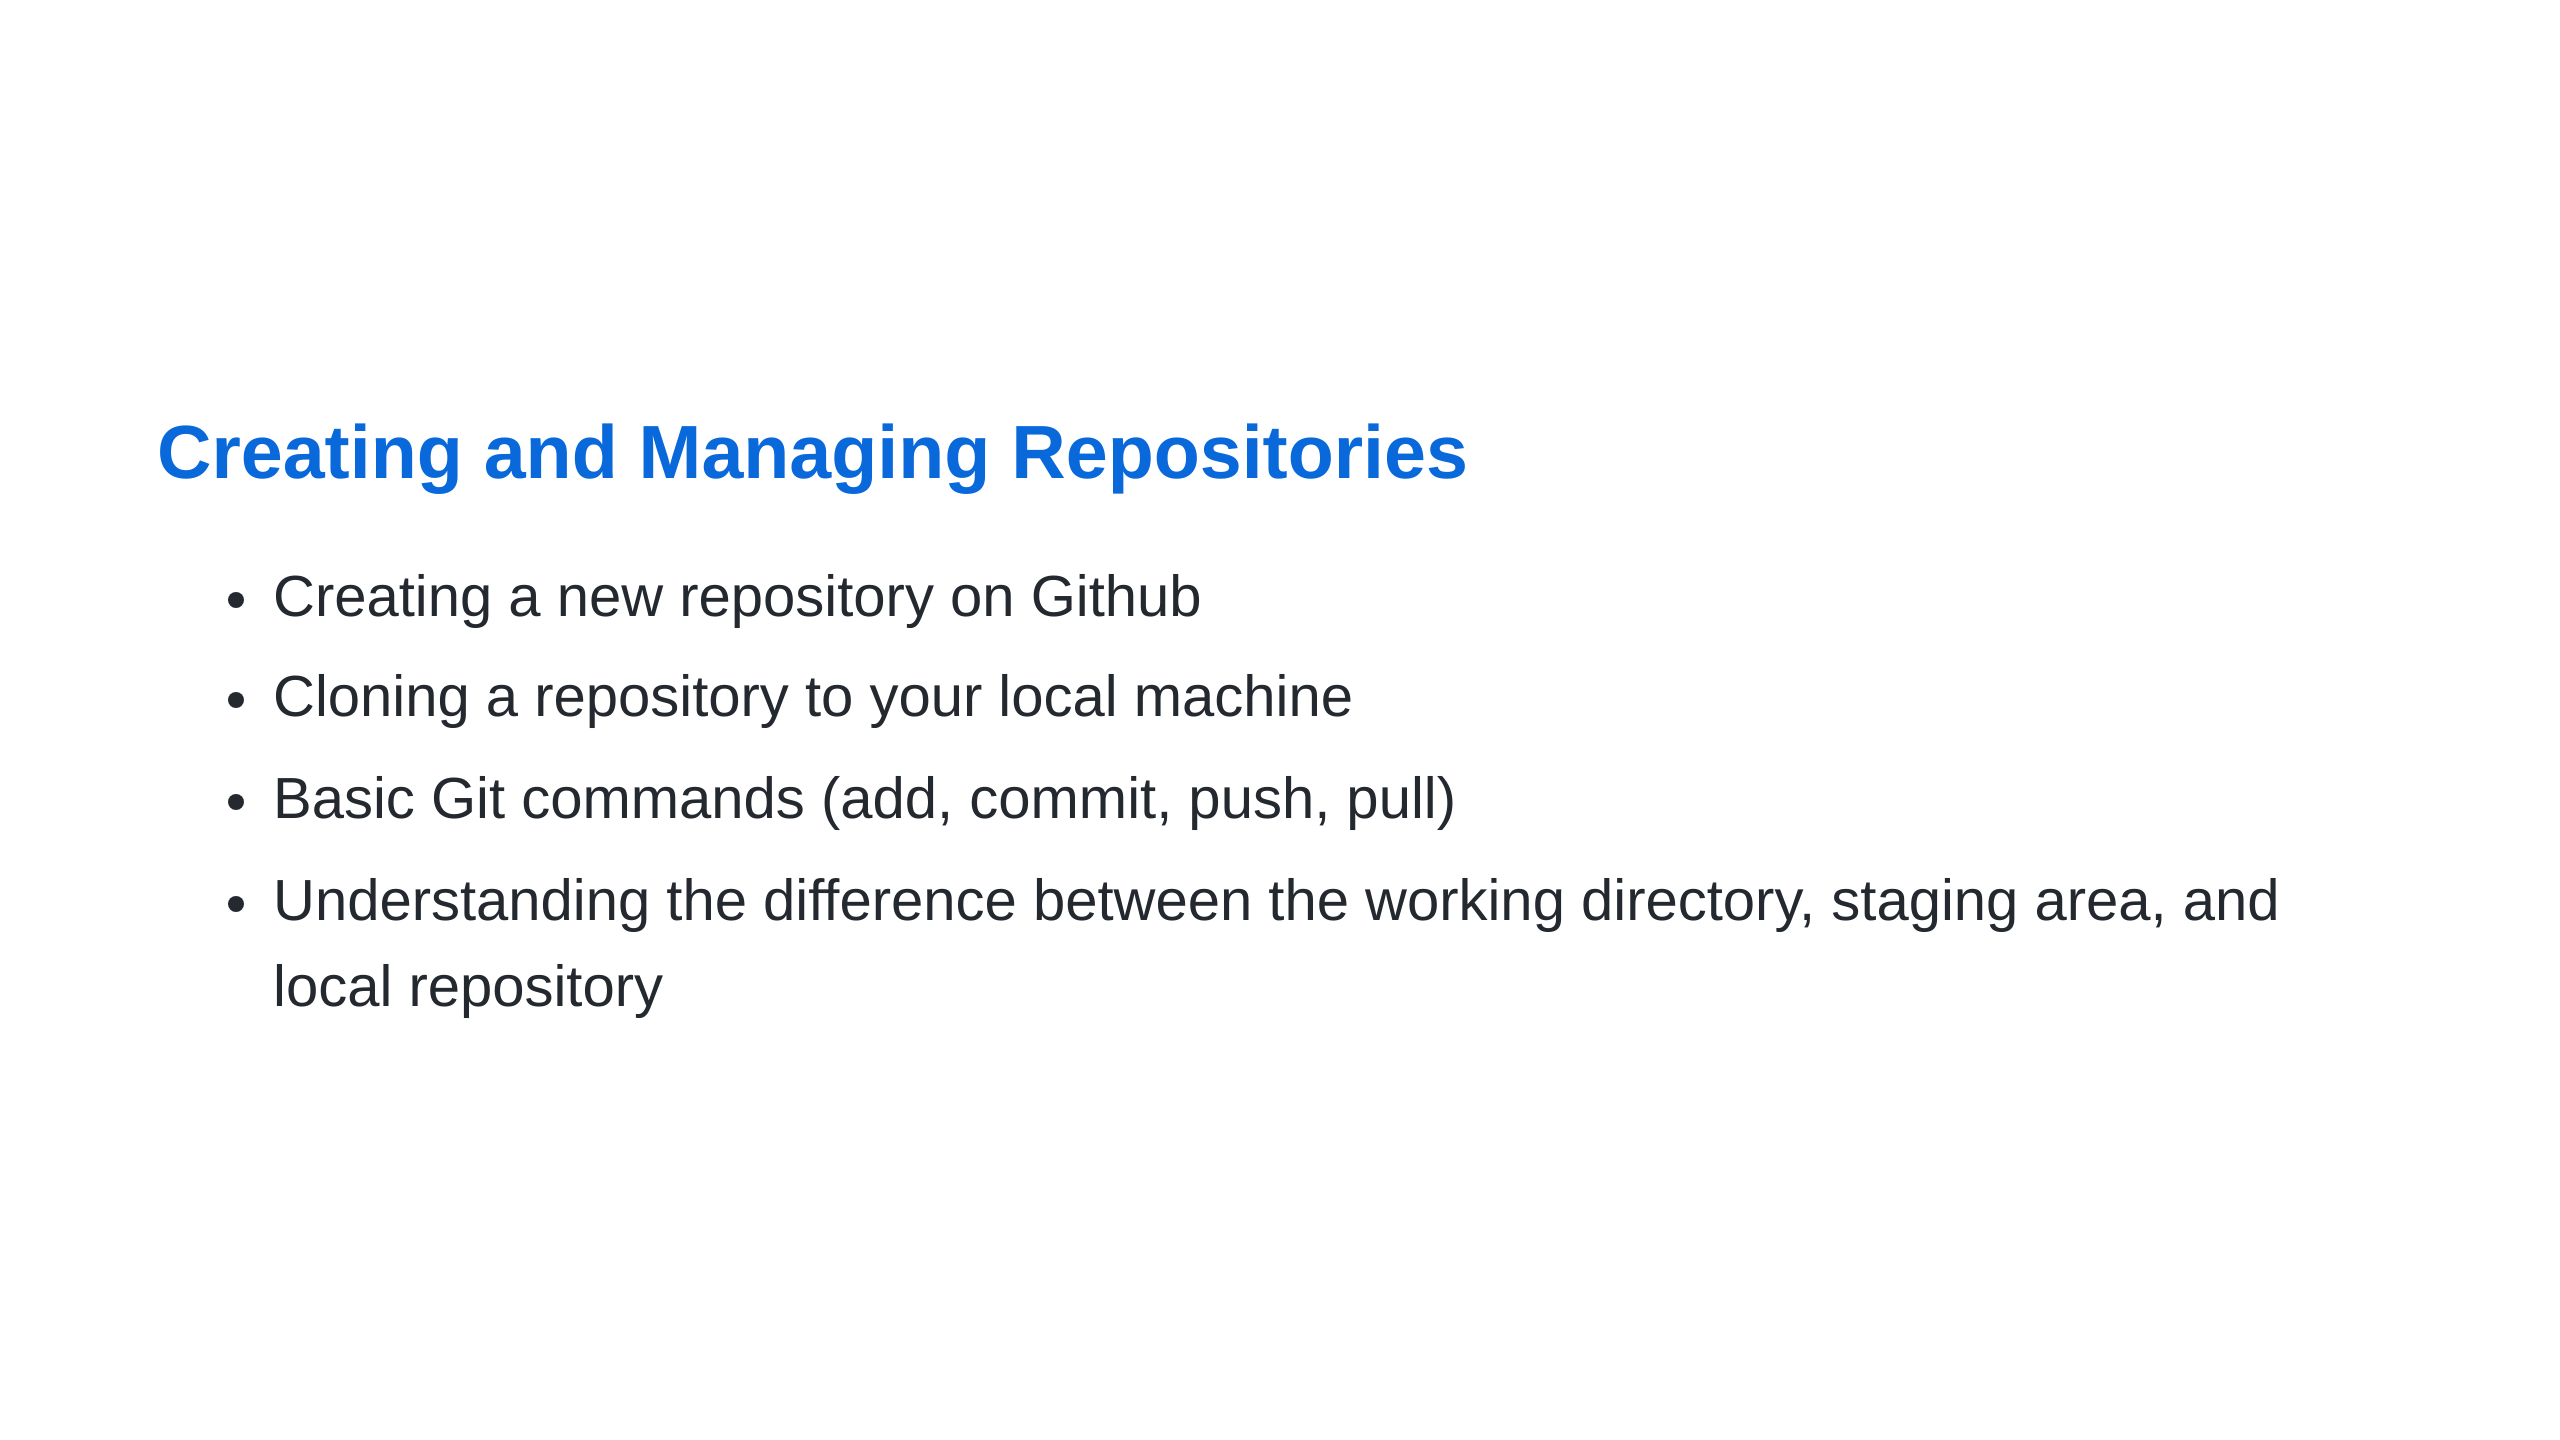 Creating and Managing Repositories
• Creating a new repository on Github
• Cloning a repository to your local machine
• Basic Git commands (add, commit, push, pull)
• Understanding the difference between the working directory, staging area, and
local repository